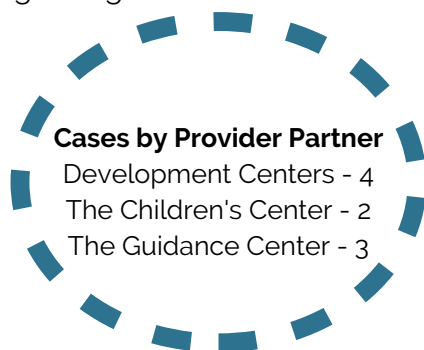 Cases by Provider Partner
Development Centers - 4
The Children's Center - 2
The Guidance Center - 3